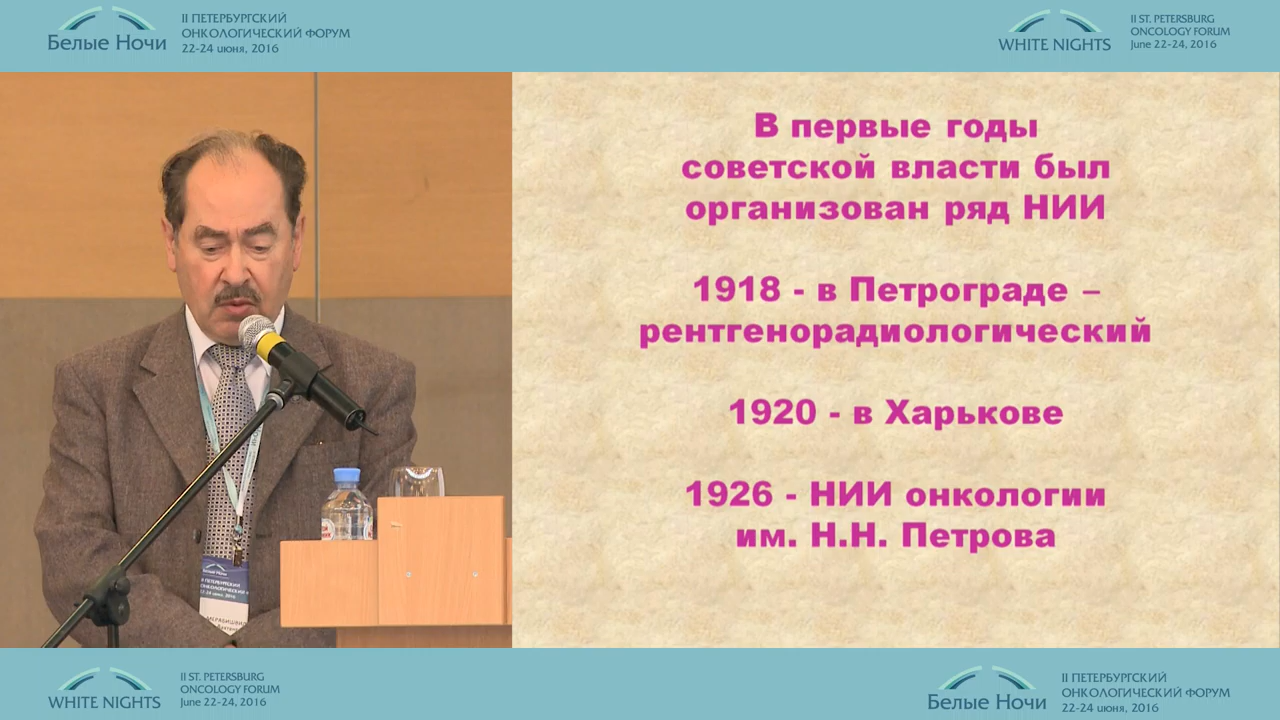 Белые Ночи
II ПЕТЕРБУРГСКИЙ
ОНКОЛОГИЧЕСКИЙ ФОРУМ
22-24 июня, 2016
WHITE NIGHTS
II ST. PETERSBURG
ONCOLOGY FORUM
June 22-24, 2016
В первые годы
советской власти был
организован ряд НИИ
1918 - в Петрограде –
рентгенорадиологический
1920 - в Харькове
1926 - НИИ онкологии
им. Н.Н. Петрова
Белые Ночи
WHITE NIGHTS
II ST. PETERSBURG
ONCOLOGY FORUM
June 22-24, 2016
Белые Ночи
II ПЕТЕРБУРГСКИЙ
ОНКОЛОГИЧЕСКИЙ ФОРУМ
22-24 июня, 2016